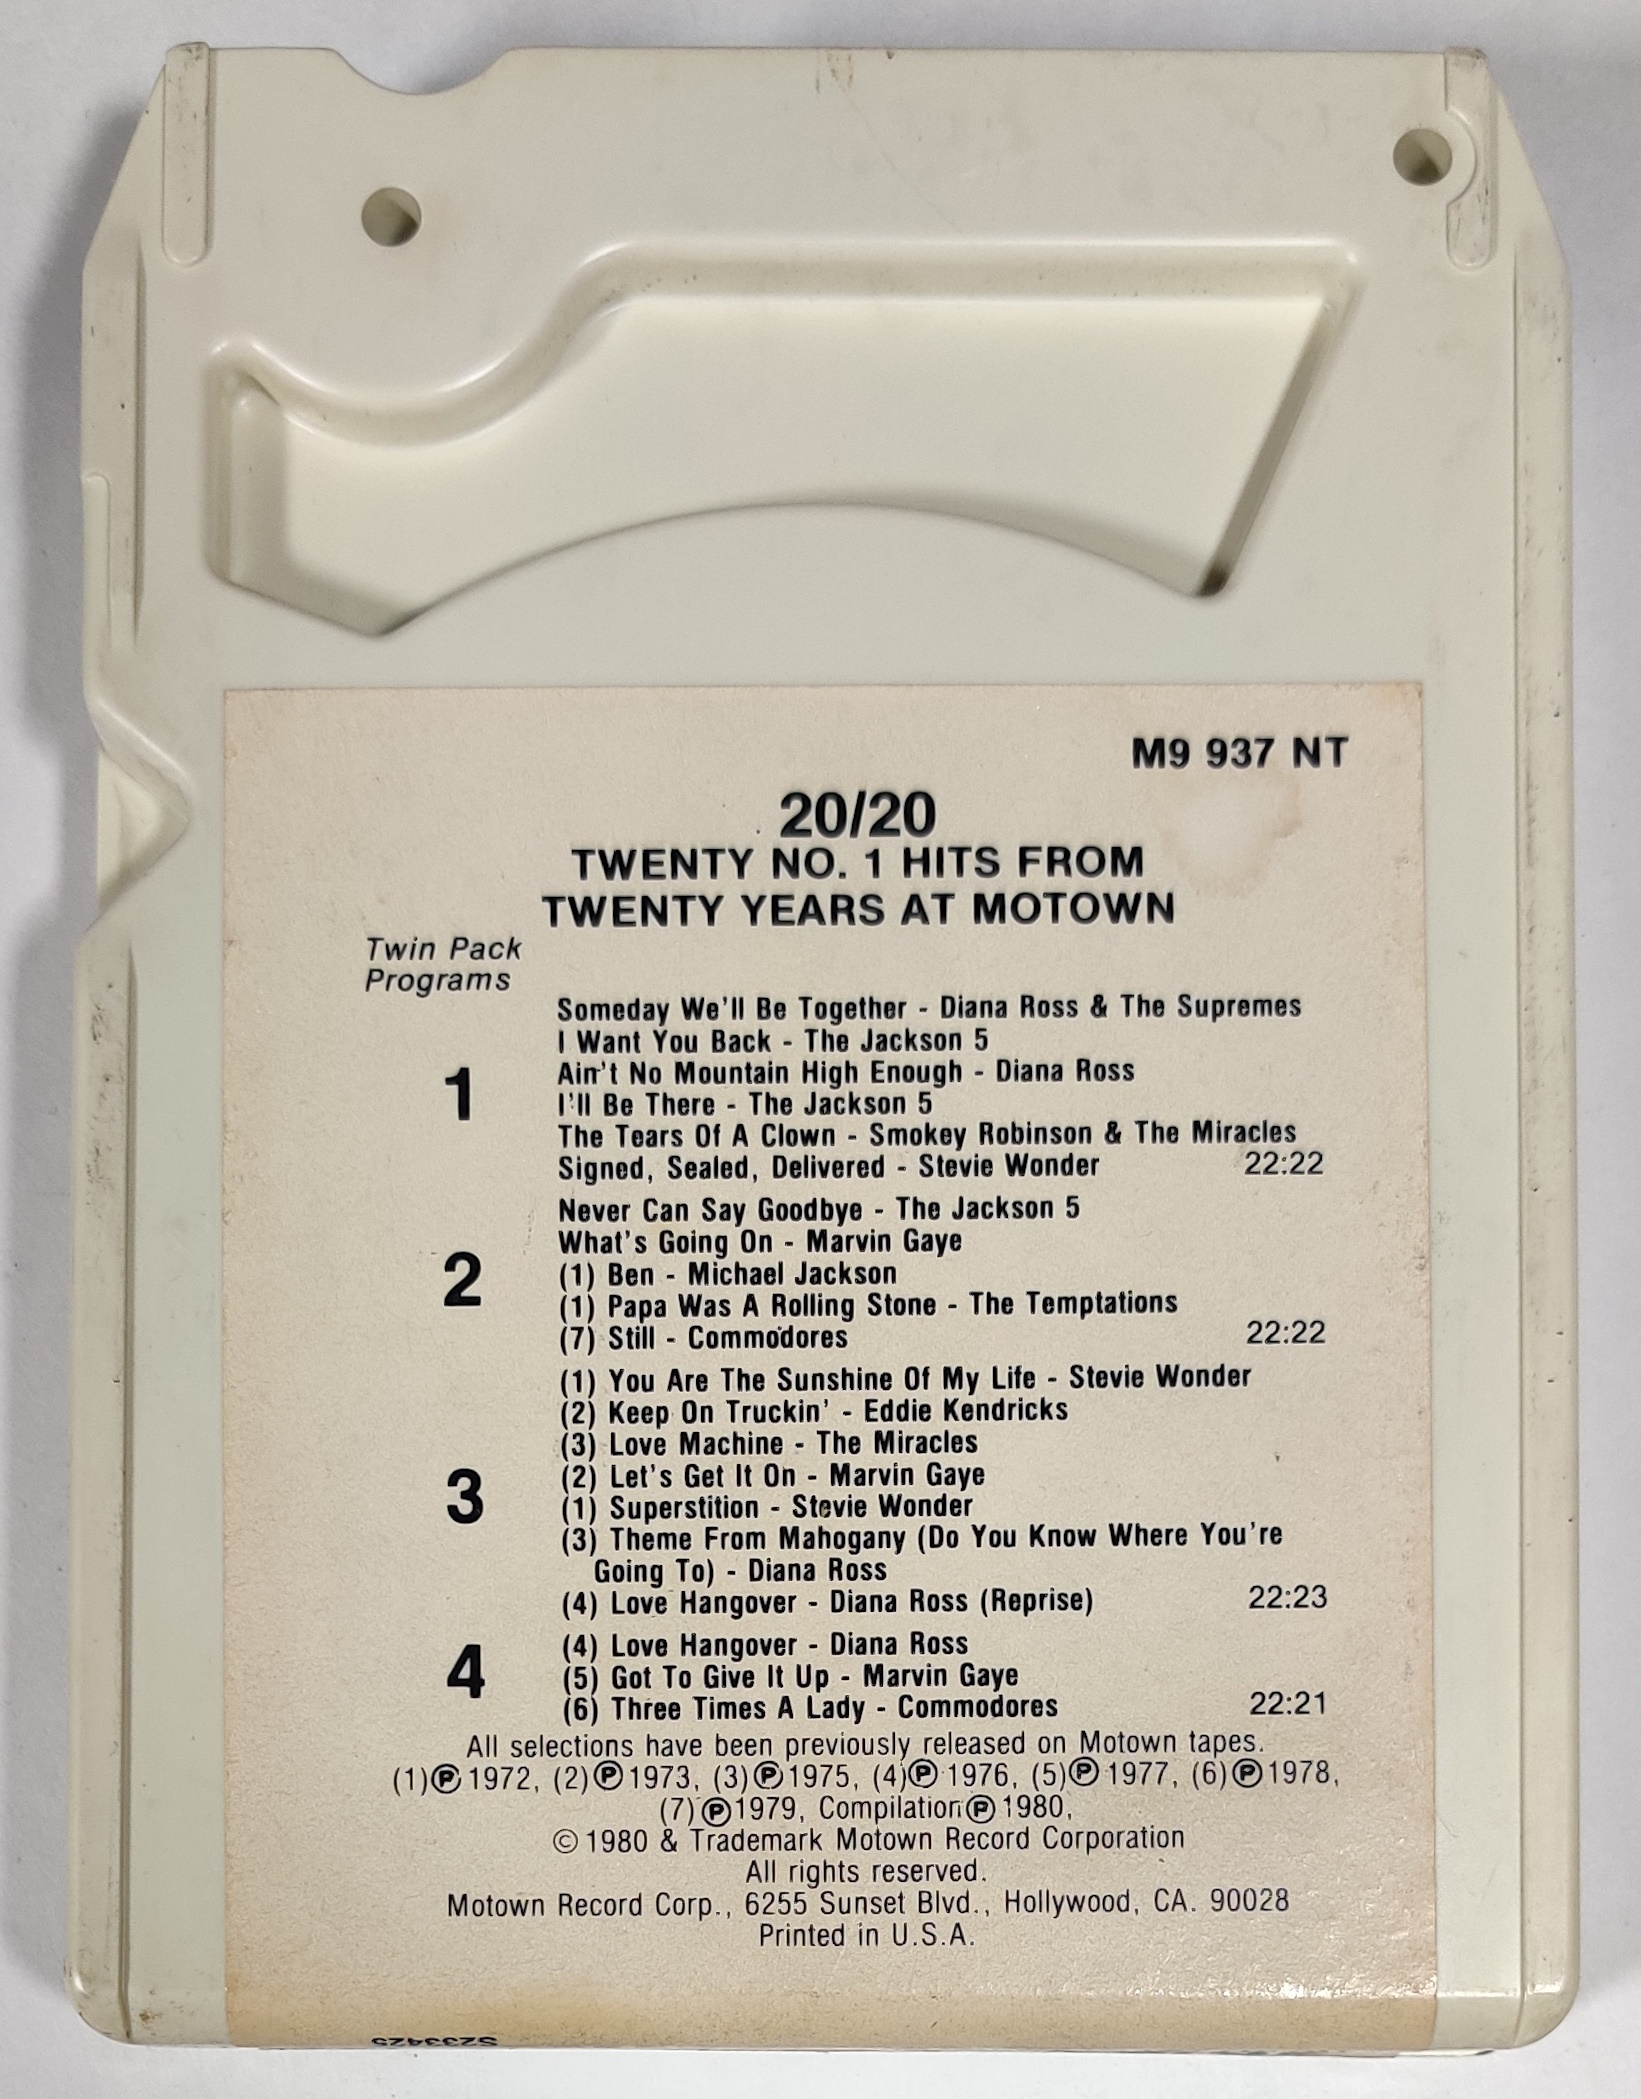 M9 937 NT
20/20
TWENTY NO. 1 HITS FROM
TWENTY YEARS AT MOTOWN
Twin Pack
Programs
1
Someday We'll Be Together - Diana Ross & The Supremes
I Want You Back - The Jackson 5
Ain't No Mountain High Enough - Diana Ross
I'll Be There - The Jackson 5
The Tears Of A Clown - Smokey Robinson & The Miracles
Signed, Sealed, Delivered - Stevie Wonder 22:22
2
Never Can Say Goodbye - The Jackson 5
What's Going On - Marvin Gaye
(1) Ben - Michael Jackson
(1) Papa Was A Rolling Stone - The Temptations
(7) Still - Commodores 22:22
3
(1) You Are The Sunshine Of My Life - Stevie Wonder
(2) Keep On Truckin' - Eddie Kendricks
(3) Love Machine - The Miracles
(2) Let's Get It On - Marvin Gaye
(1) Superstition - Stevie Wonder
(3) Theme From Mahogany (Do You Know Where You're
Going To) - Diana Ross
(4) Love Hangover - Diana Ross (Reprise) 22:23
4
(4) Love Hangover - Diana Ross
(5) Got To Give It Up - Marvin Gaye
(6) Three Times A Lady - Commodores 22:21
All selections have been previously released on Motown tapes.
(1)℗1972, (2)℗1973, (3)℗1975, (4)℗1976, (5)℗1977, (6)℗1978,
(7)℗1979, Compilation℗1980,
©1980 & Trademark Motown Record Corporation
All rights reserved.
Motown Record Corp., 6255 Sunset Blvd., Hollywood, CA. 90028
Printed in U.S.A.